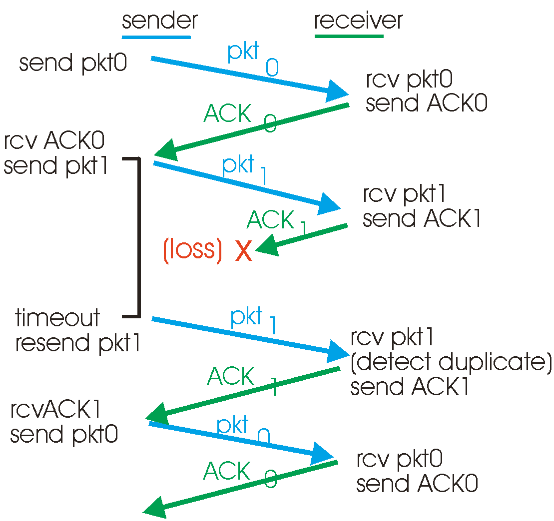 sender
receiver
send pkt0
pkt 0
rcv pkt0
send ACK0
ACK 0
rcv ACK0
send pkt1
pkt 1
rcv pkt1
send ACK1
ACK 1
(loss) X
timeout
resend pkt1
pkt 1
rcv pkt1
(detect duplicate)
send ACK1
ACK 1
rcvACK1
send pkt0
pkt 0
rcv pkt0
send ACK0
ACK 0